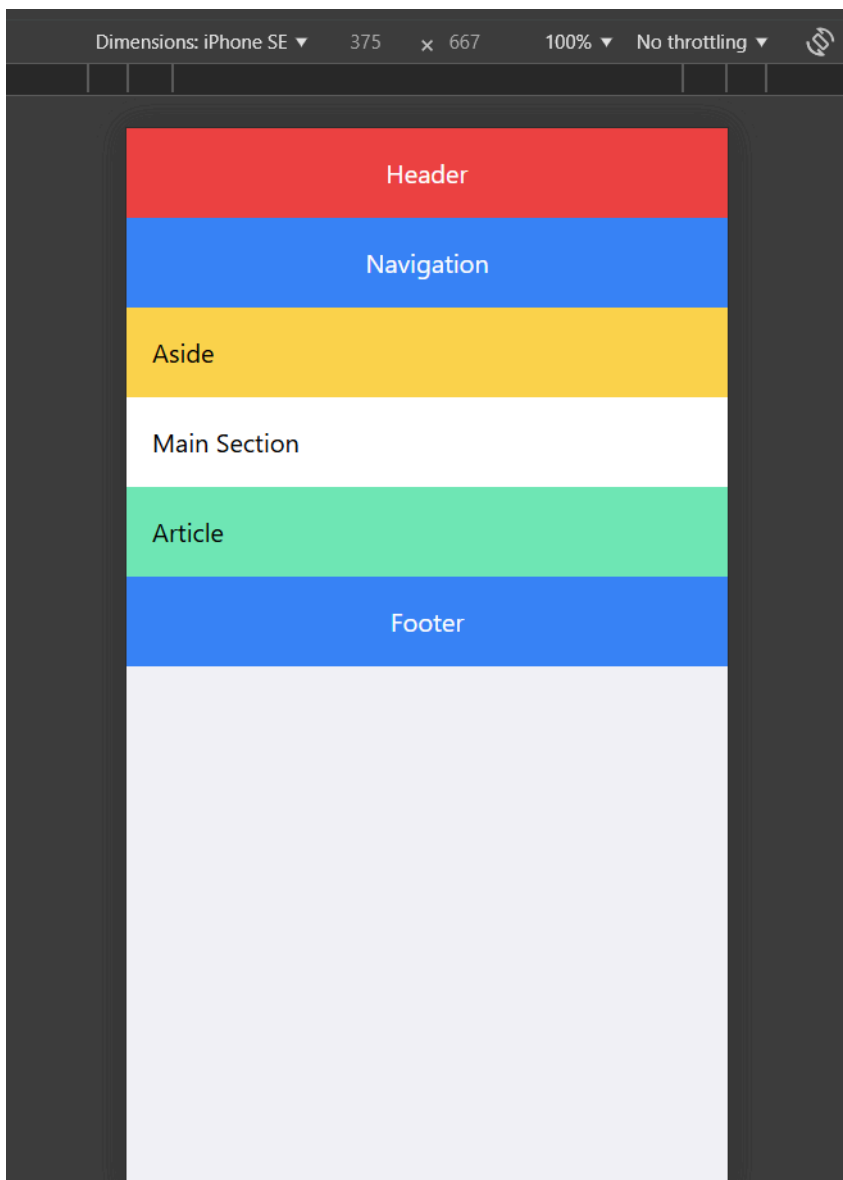 Dimensions: iPhone SE ▼ 375 × 667 100% ▼ No throttling ▼
Header
Navigation
Aside
Main Section
Article
Footer